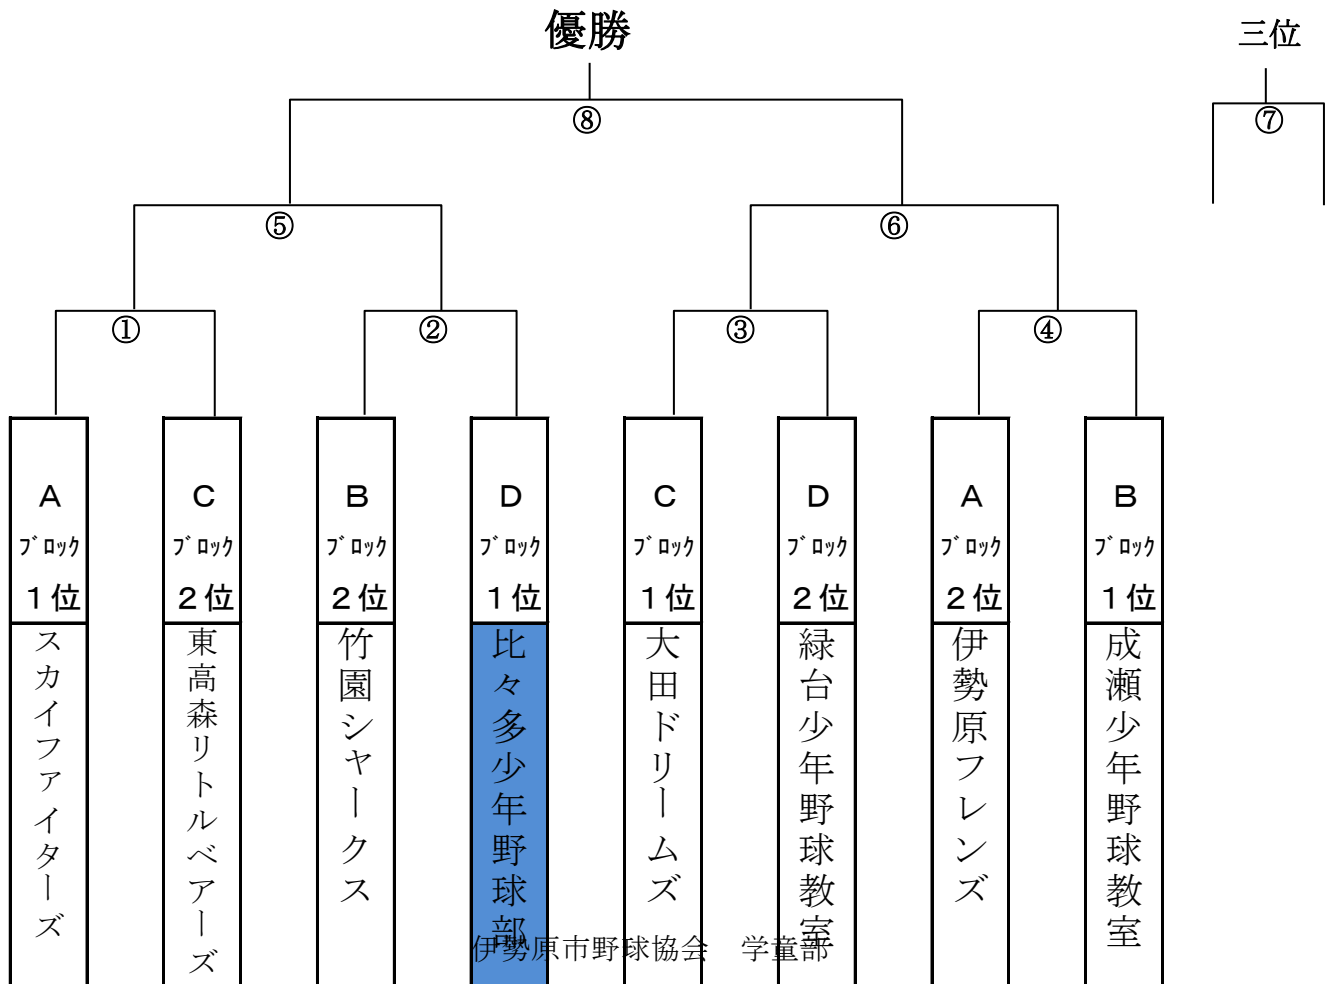 優勝
三位
⑧
⑦
⑤
⑥
①
②
③
④
A
ﾌﾞﾛｯｸ
1位
スカイファイターズ
C
ﾌﾞﾛｯｸ
2位
東高森リトルベアーズ
B
ﾌﾞﾛｯｸ
2位
竹園シャークス
D
ﾌﾞﾛｯｸ
1位
比々多少年野球部
C
ﾌﾞﾛｯｸ
1位
大田ドリームズ
D
ﾌﾞﾛｯｸ
2位
緑台少年野球教室
A
ﾌﾞﾛｯｸ
2位
伊勢原フレンズ
B
ﾌﾞﾛｯｸ
1位
成瀬少年野球教室
伊勢原市野球協会　学童部